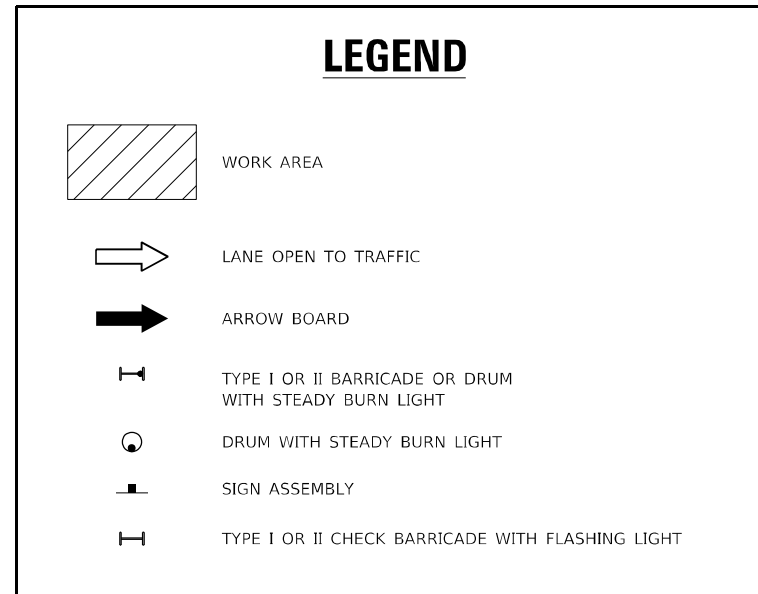 LEGEND
WORK AREA
LANE OPEN TO TRAFFIC
ARROW BOARD
TYPE I OR II BARRICADE OR DRUM
WITH STEADY BURN LIGHT
DRUM WITH STEADY BURN LIGHT
SIGN ASSEMBLY
TYPE I OR II CHECK BARRICADE WITH FLASHING LIGHT